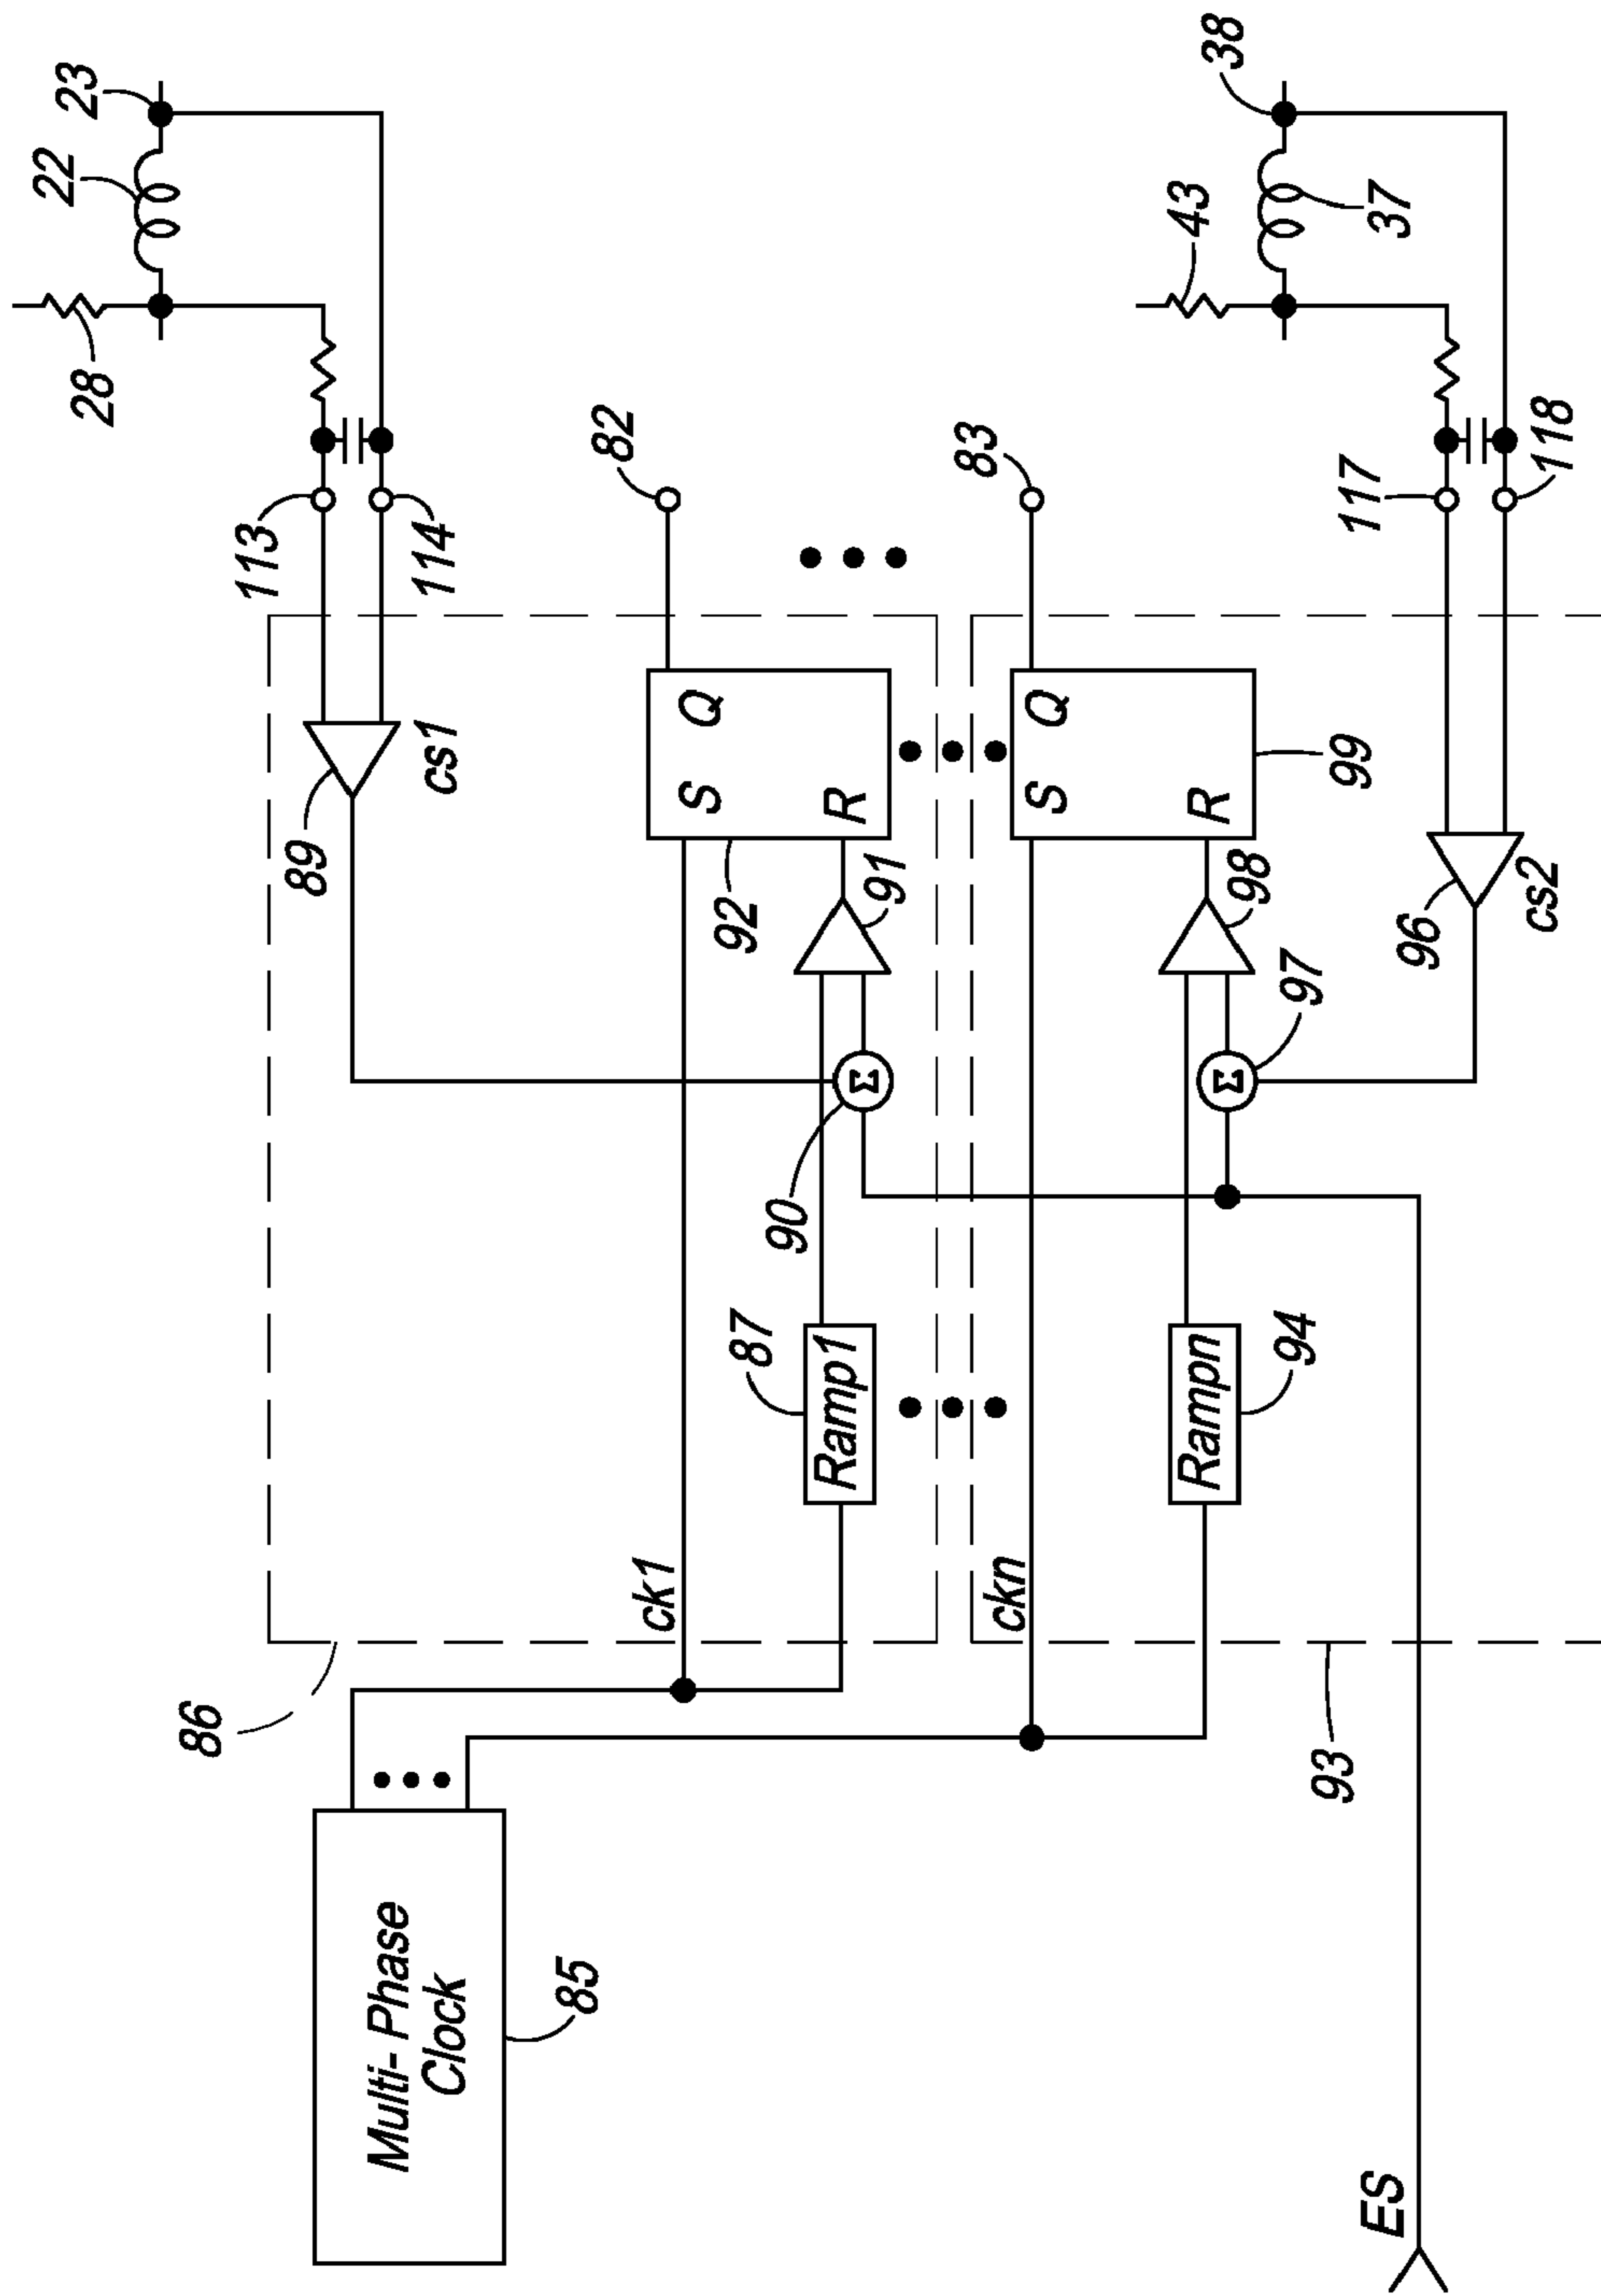 23
22
28
113
114
89
cs1
86
82
S Q
R
92
91
ck1
90
87
Ramp1
Multi-Phase
Clock
85
83
S Q
R
99
98
ckn
97
Rampn
94
38
43
37
117
118
96
cs2
93
ES
Σ
Σ